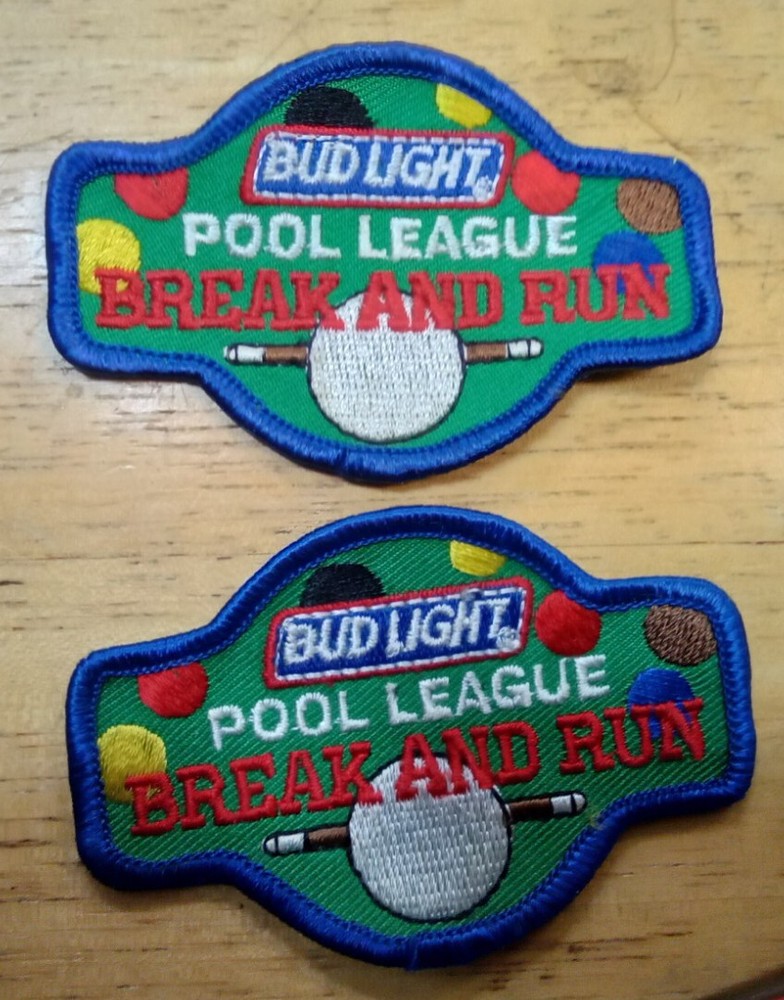 BUD LIGHT®
POOL LEAGUE
BREAK AND RUN
BUD LIGHT®
POOL LEAGUE
BREAK AND RUN